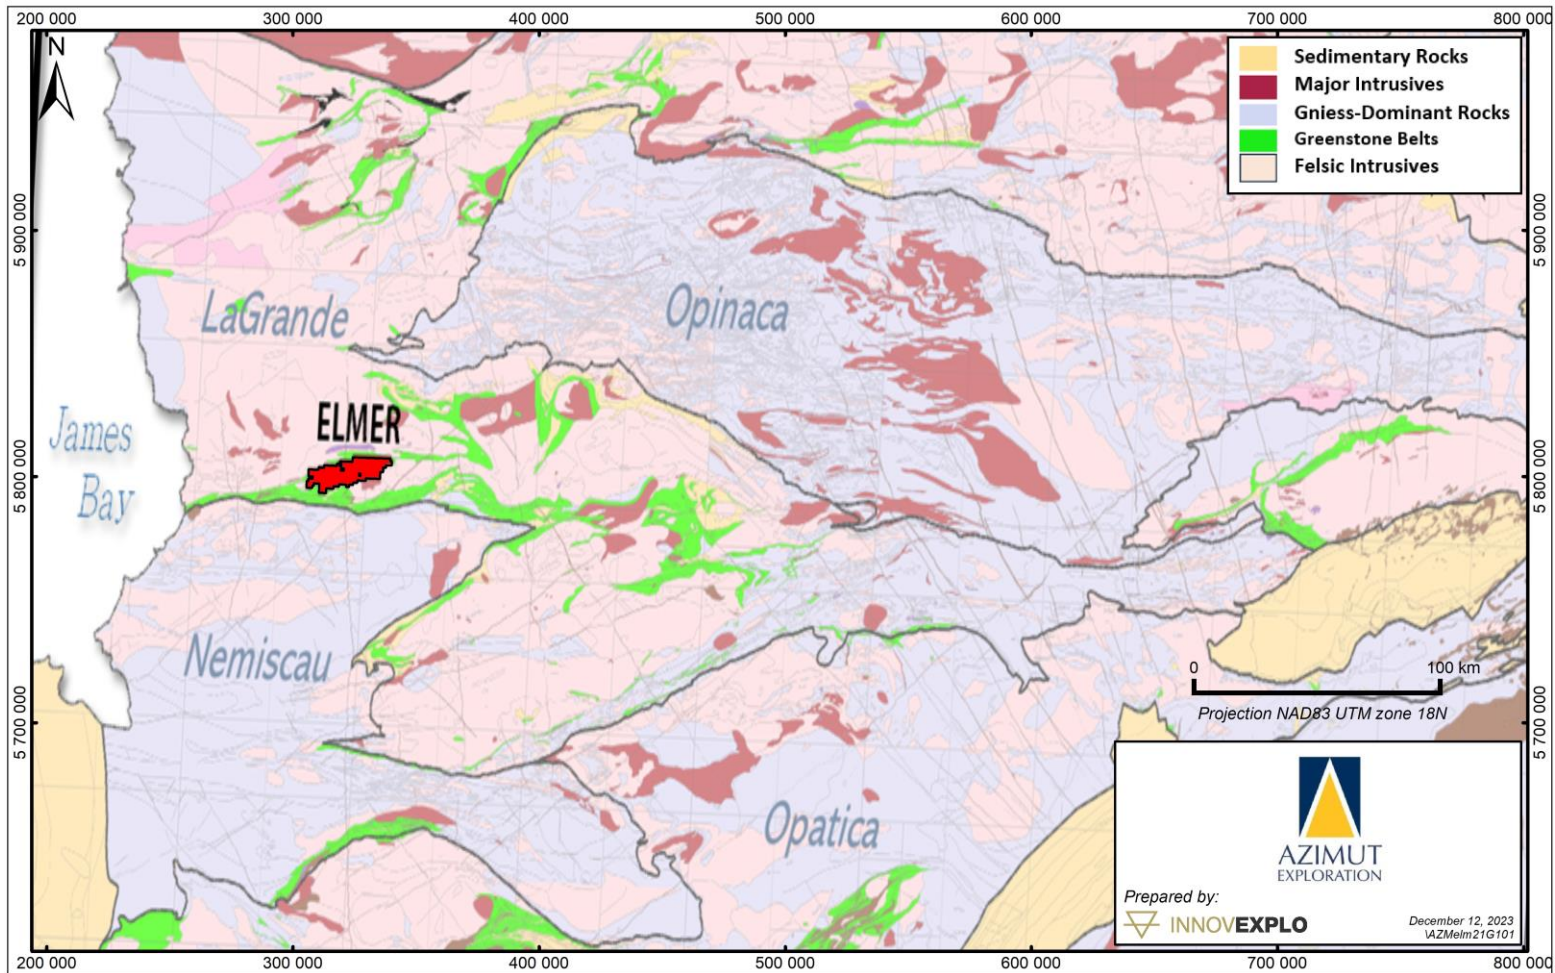 200 000 300 000 400 000 500 000 600 000 700 000 800 000
N
Sedimentary Rocks
Major Intrusives
Gniess-Dominant Rocks
Greenstone Belts
Felsic Intrusives
5 900 000
5 900 000
LaGrande
Opinaca
James
Bay
ELMER
5 800 000
5 800 000
Nemiscau
0 100 km
Projection NAD83 UTM zone 18N
5 700 000
5 700 000
Opatica
AZIMUT
EXPLORATION
Prepared by:
INNOVEXPLO
December 12, 2023
\AZMelm21G101
200 000 300 000 400 000 500 000 600 000 700 000 800 000